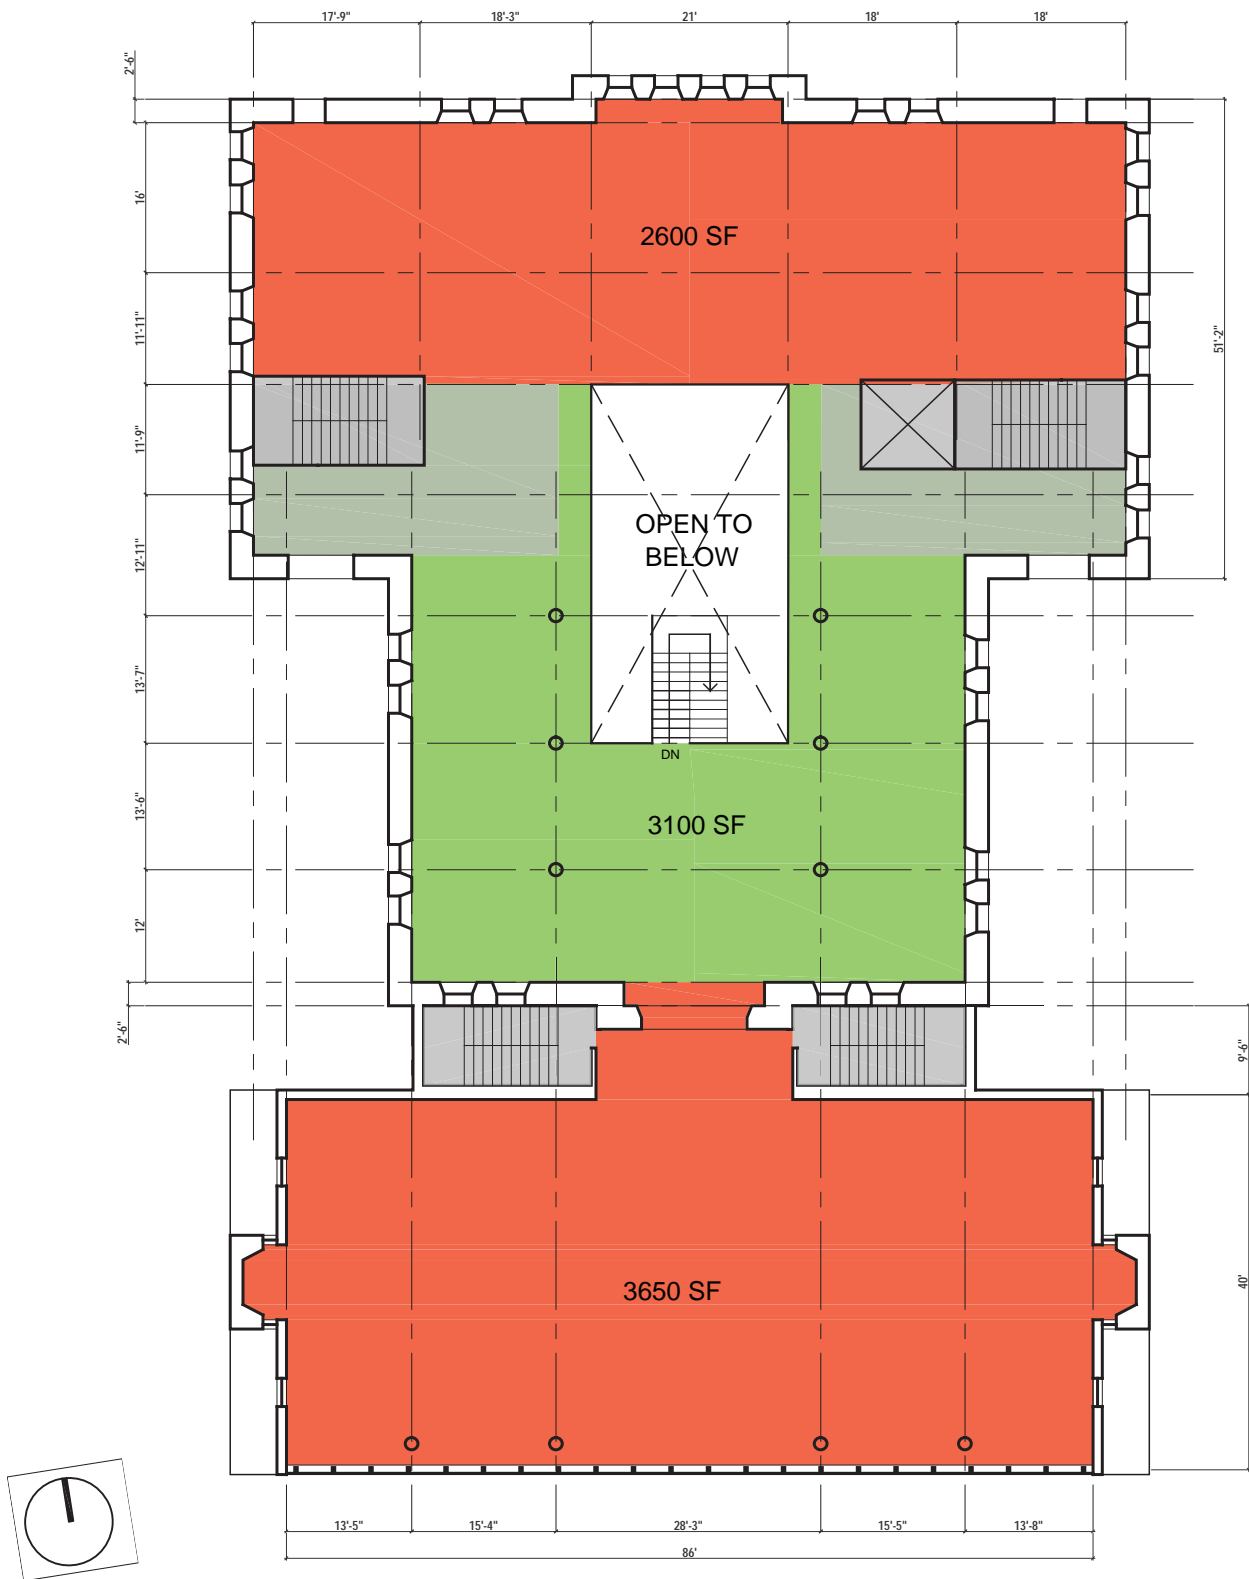 17'-9" 18'-3" 21' 18' 18'
2'-6"
16'
2600 SF
11'-11"
51'-2"
11'-9"
OPEN TO
BELOW
12'-11"
13'-7"
DN
13'-6"
3100 SF
12'
2'-6"
9'-6"
3650 SF
40'
13'-5" 15'-4" 28'-3" 15'-5" 13'-8"
86'